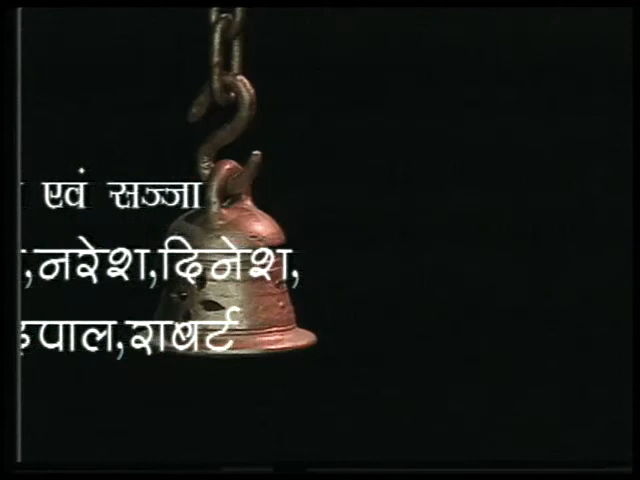 एवं सज्जा
,नरेश,दिनेश,
पाल,राबर्ट